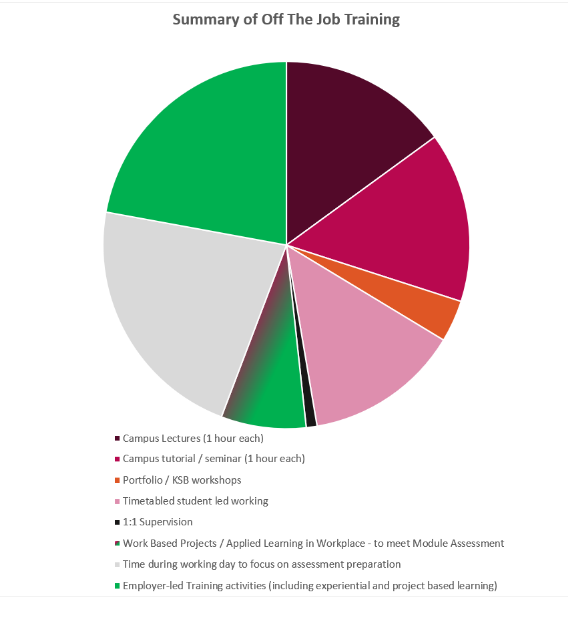 Summary of Off The Job Training
Campus Lectures (1 hour each)
Campus tutorial / seminar (1 hour each)
Portfolio / KSB workshops
Timetabled student led working
1:1 Supervision
Work Based Projects / Applied Learning in Workplace - to meet Module Assessment
Time during working day to focus on assessment preparation
Employer-led Training activities (including experiential and project based learning)